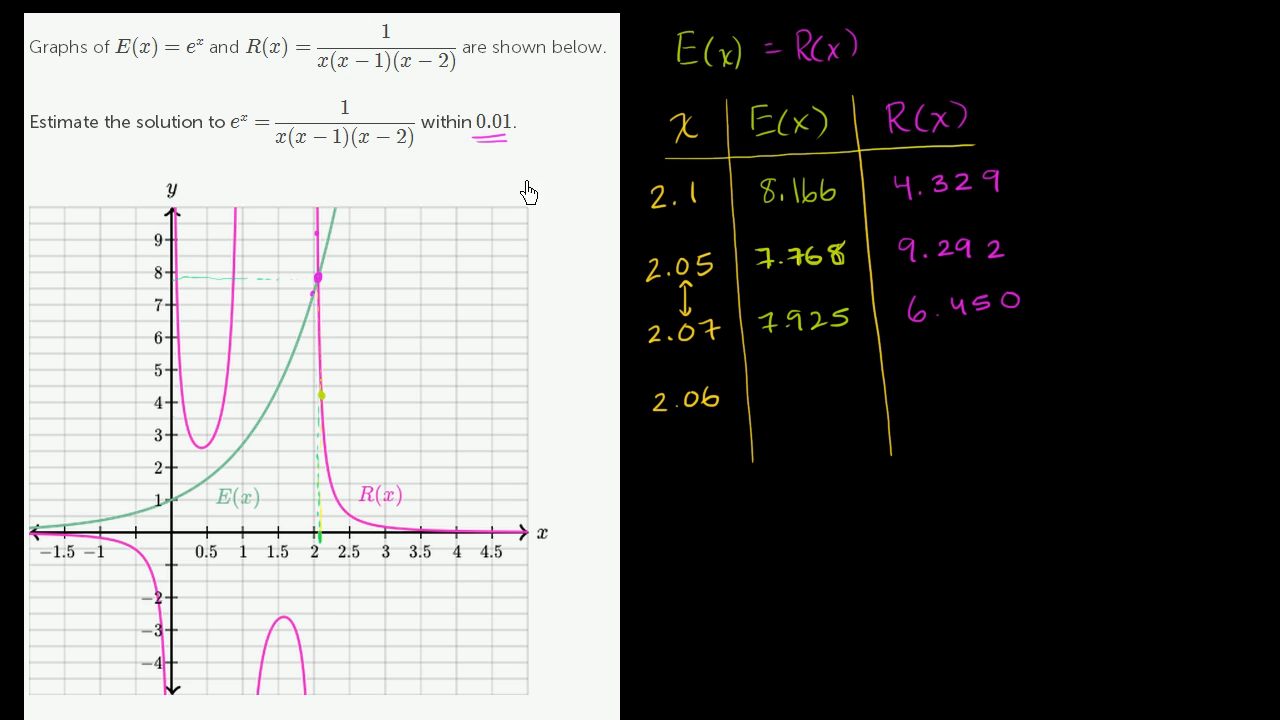 Graphs of E(x) = e^x and R(x) = 1/(x(x − 1)(x − 2)) are shown below.
Estimate the solution to e^x = 1/(x(x − 1)(x − 2)) within 0.01.
y
9
8
7
6
5
4
3
2
1
−2
−3
−4
−1.5 −1 0.5 1 1.5 2 2.5 3 3.5 4 4.5
x
E(x)
R(x)
E(x) = R(x)
x E(x) R(x)
2.1 8.166 4.329
2.05 7.768 9.292
2.07 7.925 6.450
2.06